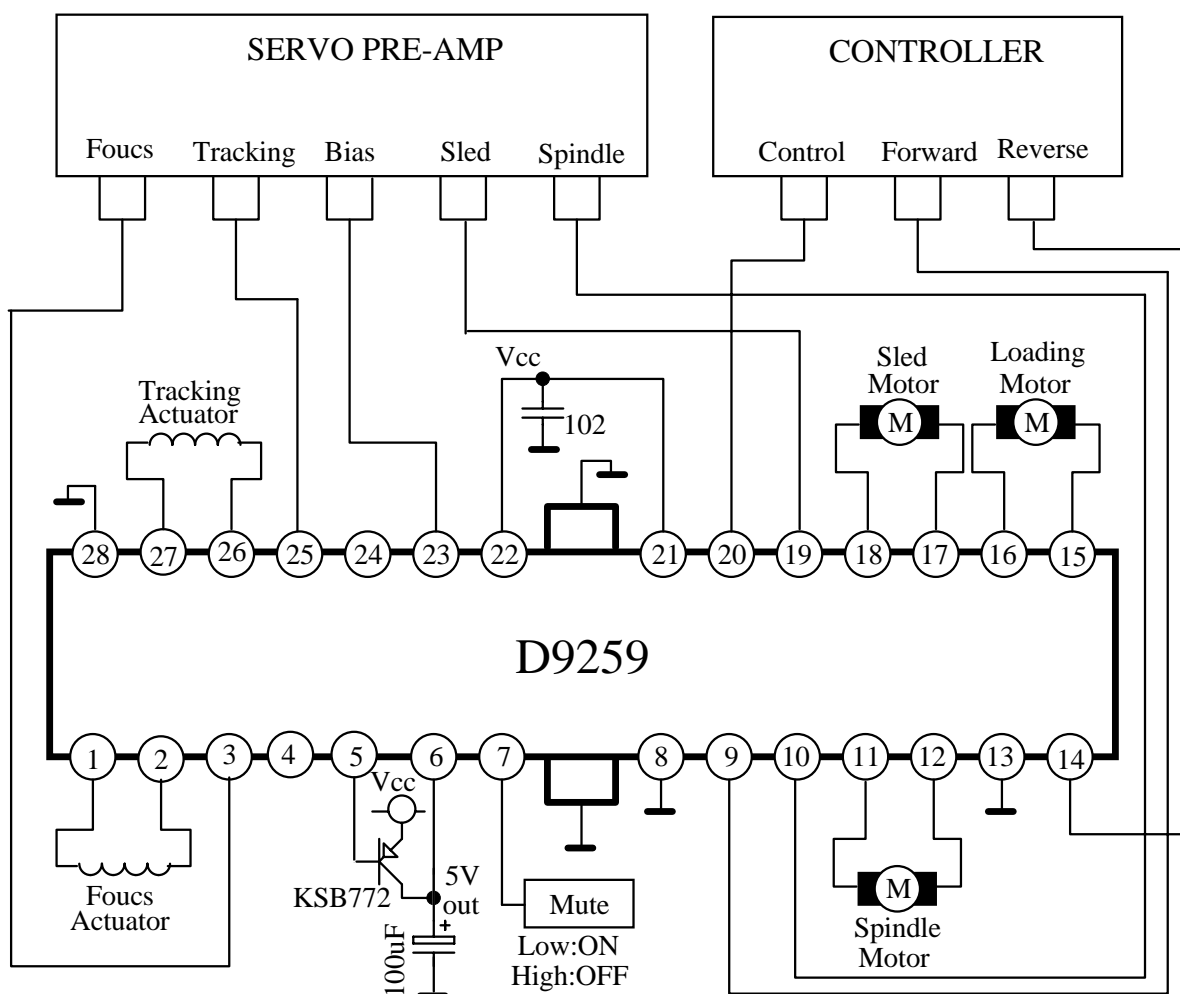 SERVO PRE-AMP
CONTROLLER
Foucs Tracking Bias Sled Spindle
Control Forward Reverse
Vcc
102
Tracking
Actuator
Sled
Motor
M
Loading
Motor
M
28 27 26 25 24 23 22 21 20 19 18 17 16 15
D9259
1 2 3 4 5 6 7 8 9 10 11 12 13 14
Foucs
Actuator
Vcc
KSB772
5V
out
+
100uF
Mute
Low:ON
High:OFF
M
Spindle
Motor